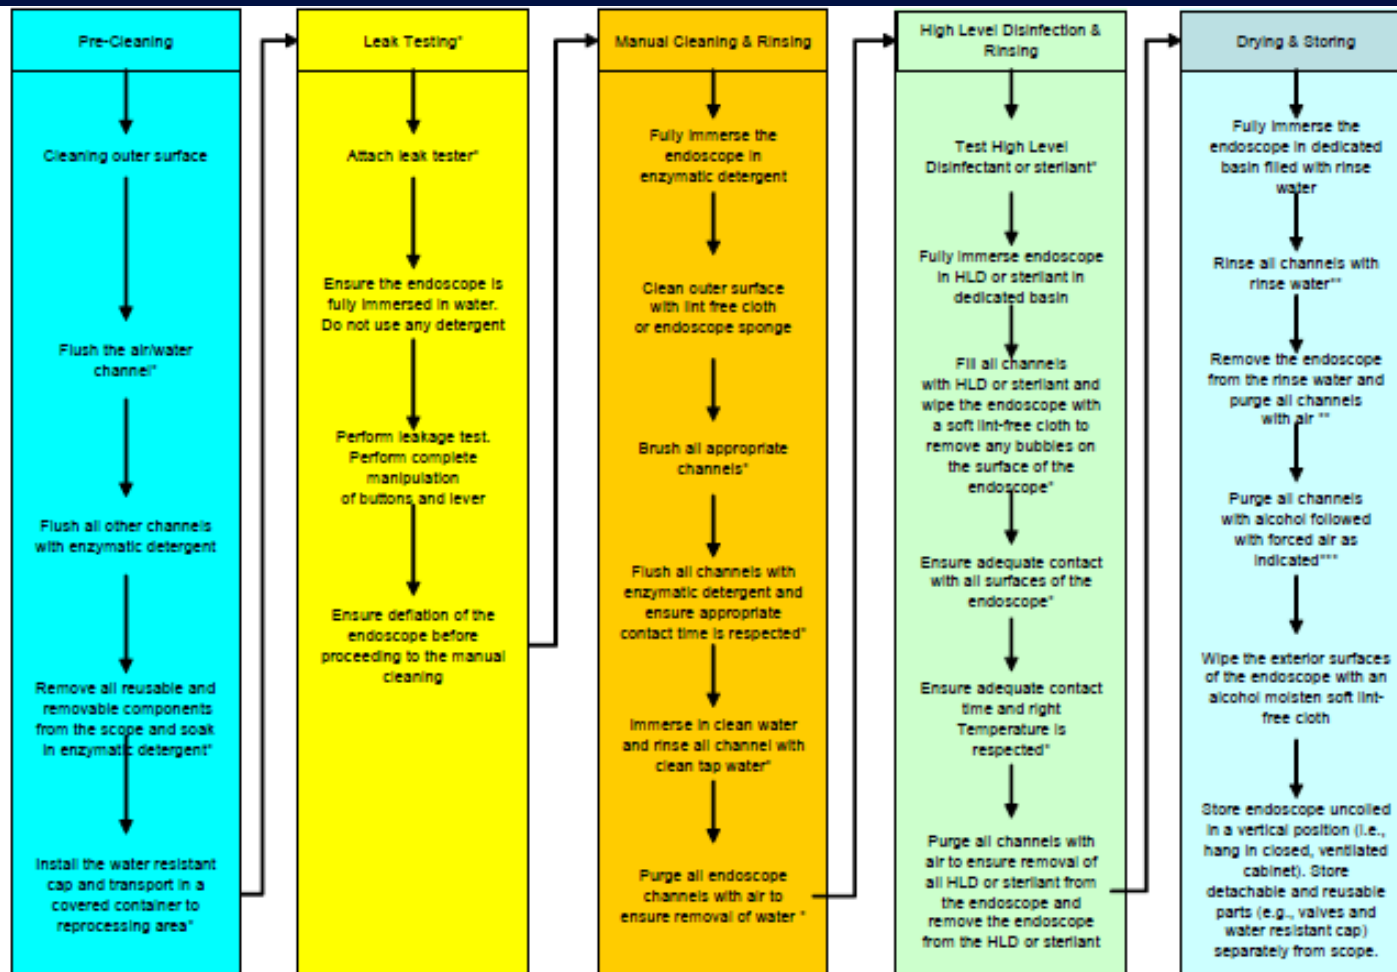 Pre-Cleaning
Cleaning outer surface
Flush the air/water
channel*
Flush all other channels
with enzymatic detergent
Remove all reusable and
removable components
from the scope and soak
in enzymatic detergent*
Install the water resistant
cap and transport in a
covered container to
reprocessing area*
Leak Testing*
Attach leak tester*
Ensure the endoscope is
fully immersed in water.
Do not use any detergent
Perform leakage test.
Perform complete
manipulation
of buttons and lever
Ensure deflation of the
endoscope before
proceeding to the manual
cleaning
Manual Cleaning & Rinsing
Fully immerse the
endoscope in
enzymatic detergent
Clean outer surface
with lint free cloth
or endoscope sponge
Brush all appropriate
channels*
Flush all channels with
enzymatic detergent and
ensure appropriate
contact time is respected*
Immerse in clean water
and rinse all channel with
clean tap water*
Purge all endoscope
channels with air to
ensure removal of water *
High Level Disinfection &
Rinsing
Test High Level
Disinfectant or sterilant*
Fully immerse endoscope
in HLD or sterilant in
dedicated basin
Fill all channels
with HLD or sterilant and
wipe the endoscope with
a soft lint-free cloth to
remove any bubbles on
the surface of the
endoscope*
Ensure adequate contact
with all surfaces of the
endoscope*
Ensure adequate contact
time and right
Temperature is
respected*
Purge all channels with
air to ensure removal of
all HLD or sterilant from
the endoscope and
remove the endoscope
from the HLD or sterilant
Drying & Storing
Fully immerse the
endoscope in dedicated
basin filled with rinse
water
Rinse all channels with
rinse water**
Remove the endoscope
from the rinse water and
purge all channels
with air **
Purge all channels
with alcohol followed
with forced air as
indicated***
Wipe the exterior surfaces
of the endoscope with an
alcohol moisten soft lint-
free cloth
Store endoscope uncoiled
in a vertical position (i.e.,
hang in closed, ventilated
cabinet). Store
detachable and reusable
parts (e.g., valves and
water resistant cap)
separately from scope.